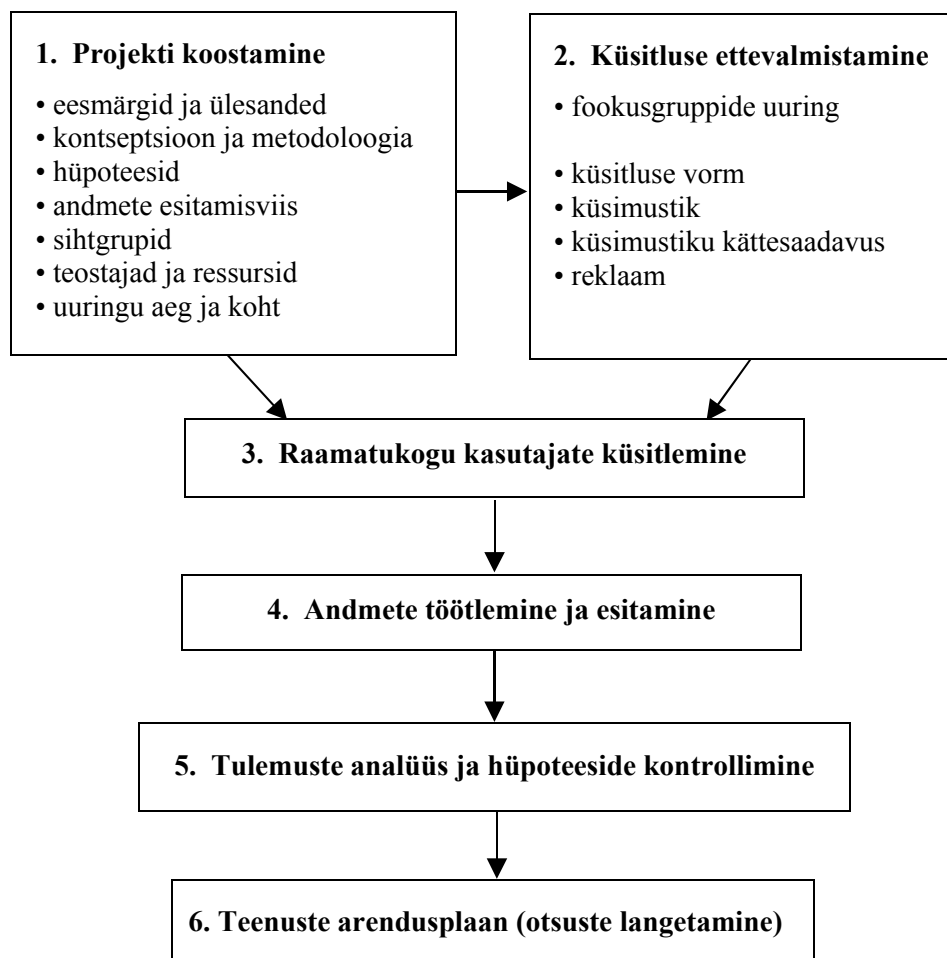 1. Projekti koostamine
• eesmärgid ja ülesanded
• kontseptsioon ja metodoloogia
• hüpoteesid
• andmete esitamisviis
• sihtgrupid
• teostajad ja ressursid
• uuringu aeg ja koht
2. Küsitluse ettevalmistamine
• fookusgruppide uuring
• küsitluse vorm
• küsimustik
• küsimustiku kättesaadavus
• reklaam
3. Raamatukogu kasutajate küsitlemine
4. Andmete töötlemine ja esitamine
5. Tulemuste analüüs ja hüpoteeside kontrollimine
6. Teenuste arendusplaan (otsuste langetamine)